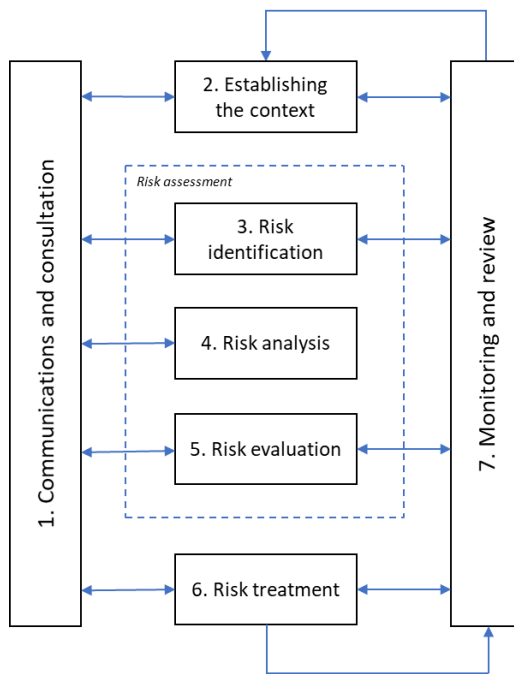 1. Communications and consultation
2. Establishing
the context
Risk assessment
3. Risk
identification
4. Risk analysis
5. Risk evaluation
6. Risk treatment
7. Monitoring and review